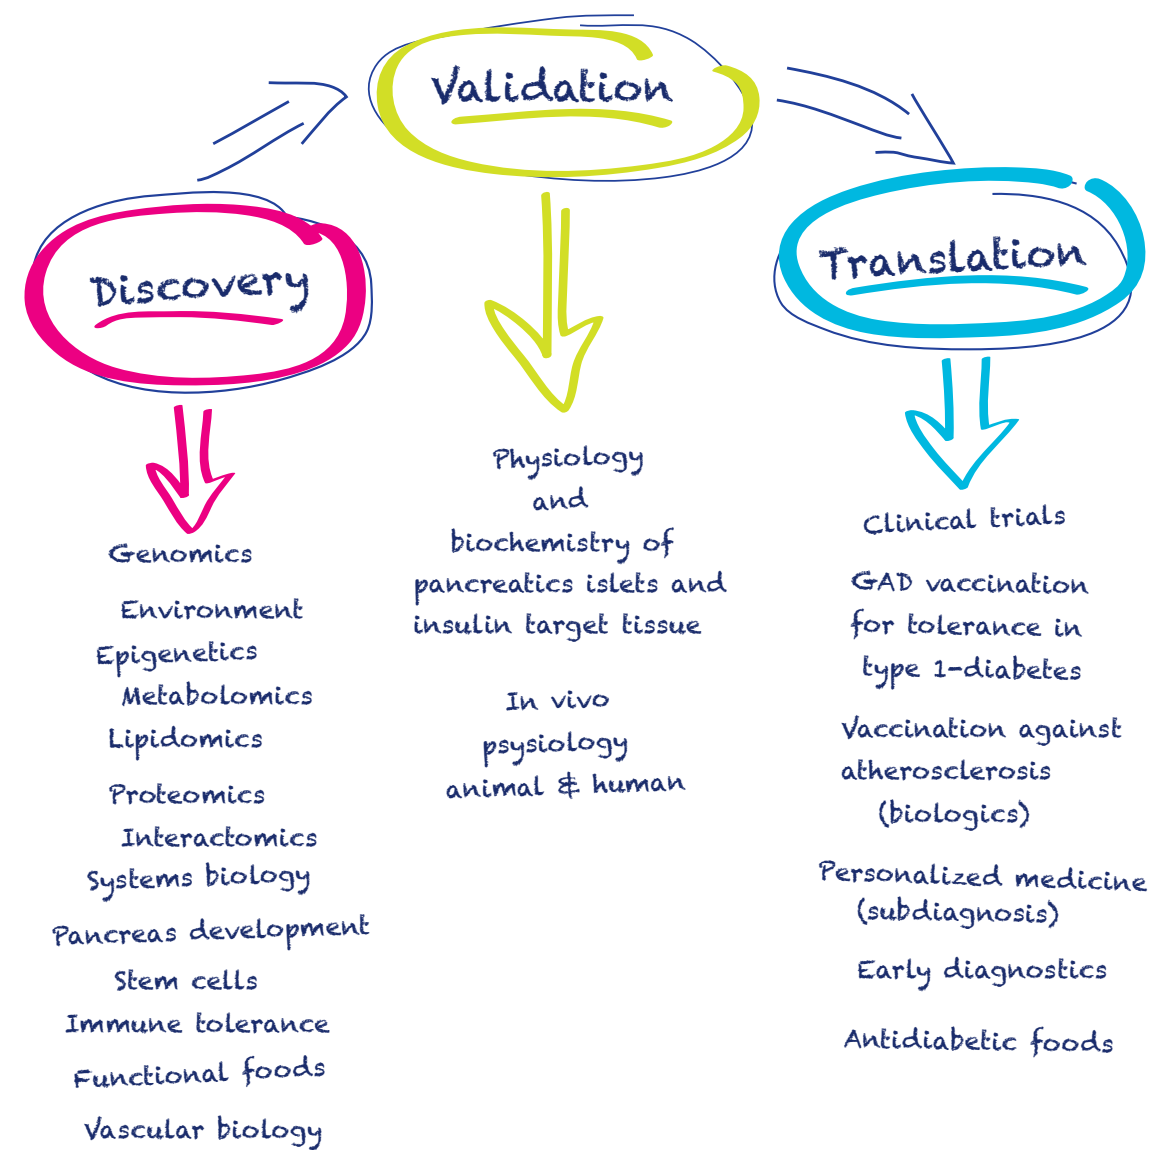 Validation
Discovery
Translation
Genomics
Environment
Epigenetics
Metabolomics
Lipidomics
Proteomics
Interactomics
Systems biology
Pancreas development
Stem cells
Immune tolerance
Functional foods
Vascular biology
Physiology
and
biochemistry of
pancreatics islets and
insulin target tissue
In vivo
psysiology
animal & human
Clinical trials
GAD vaccination
for tolerance in
type 1-diabetes
Vaccination against
atherosclerosis
(biologics)
Personalized medicine
(subdiagnosis)
Early diagnostics
Antidiabetic foods